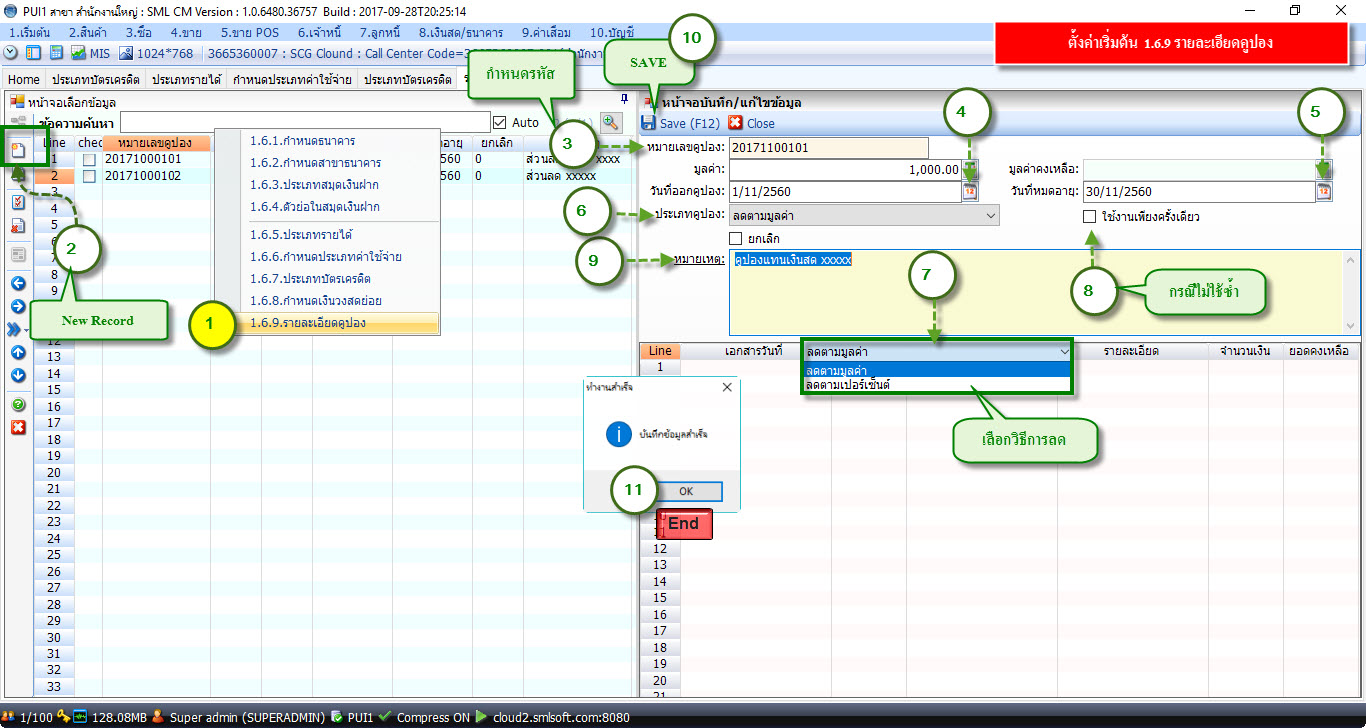 PUI1 สาขา สำนักงานใหญ่ : SML CM Version : 1.0.6480.36757 Build : 2017-09-28T20:25:14
1.เริ่มต้น 2.สินค้า 3.ซื้อ 4.ขาย 5.ขาย POS 6.เจ้าหนี้ 7.ลูกหนี้ 8.เงินสด/ธนาคาร 9.ค่าเสื่อม 10.บัญชี
ตั้งค่าเริ่มต้น 1.6.9 รายละเอียดคูปอง
MIS 1024*768 3665360007 : SCG Clound : Call Center Code=
Home ประเภทบัตรเครดิต ประเภทรายได้ กำหนดประเภทค่าใช้จ่าย ประเภทบัตรเครดิต
กำหนดรหัส
SAVE
10
หน้าจอเลือกข้อมูล
ข้อความค้นหา
Auto
Line chec หมายเลขคูปอง อายุ ยกเลิก
1 20171000101 560 0 ส่วนลด xxxxx
2 20171000102 560 0 ส่วนลด xxxxx
3
4
5
7
8
9
12
13
14
15
16
17
18
19
20
21
22
23
24
25
26
27
28
29
30
31
32
33
1.6.1.กำหนดธนาคาร
1.6.2.กำหนดสาขาธนาคาร
1.6.3.ประเภทสมุดเงินฝาก
1.6.4.ตัวย่อในสมุดเงินฝาก
1.6.5.ประเภทรายได้
1.6.6.กำหนดประเภทค่าใช้จ่าย
1.6.7.ประเภทบัตรเครดิต
1.6.8.กำหนดเงินวงสดย่อย
1.6.9.รายละเอียดคูปอง
1
2
New Record
หน้าจอบันทึก/แก้ไขข้อมูล
Save (F12) Close
3
4
5
หมายเลขคูปอง: 20171100101
มูลค่า: 1,000.00 มูลค่าคงเหลือ:
วันที่ออกคูปอง: 1/11/2560 วันที่หมดอายุ: 30/11/2560
6
ประเภทคูปอง: ลดตามมูลค่า ใช้งานเพียงครั้งเดียว
ยกเลิก
9
หมายเหตุ: คูปองแทนเงินสด xxxxx
7
8
กรณีไม่ใช้ซ้ำ
Line เอกสารวันที่ รายละเอียด จำนวนเงิน ยอดคงเหลือ
1
ลดตามมูลค่า
ลดตามมูลค่า
ลดตามเปอร์เซ็นต์
เลือกวิธีการลด
ทำงานสำเร็จ
บันทึกข้อมูลสำเร็จ
11
OK
End
12
13
14
15
16
17
18
19
20
21
1/100 128.08MB Super admin (SUPERADMIN) PUI1 Compress ON cloud2.smlsoft.com:8080